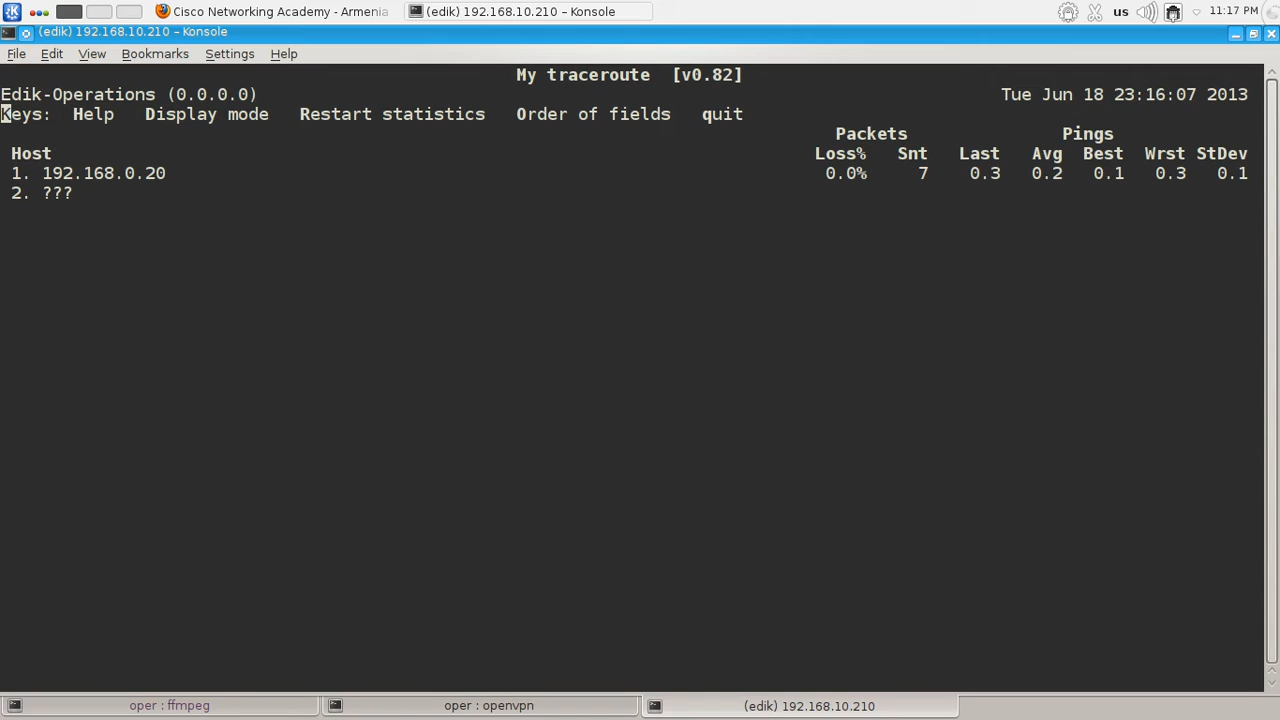 Cisco Networking Academy - Armenia
(edik) 192.168.10.210 – Konsole
us
11:17 PM
(edik) 192.168.10.210 – Konsole
File Edit View Bookmarks Settings Help
My traceroute [v0.82]
Edik-Operations (0.0.0.0) Tue Jun 18 23:16:07 2013
Keys: Help Display mode Restart statistics Order of fields quit
Packets Pings
Host Loss% Snt Last Avg Best Wrst StDev
1. 192.168.0.20 0.0% 7 0.3 0.2 0.1 0.3 0.1
2. ???
oper : ffmpeg
oper : openvpn
(edik) 192.168.10.210